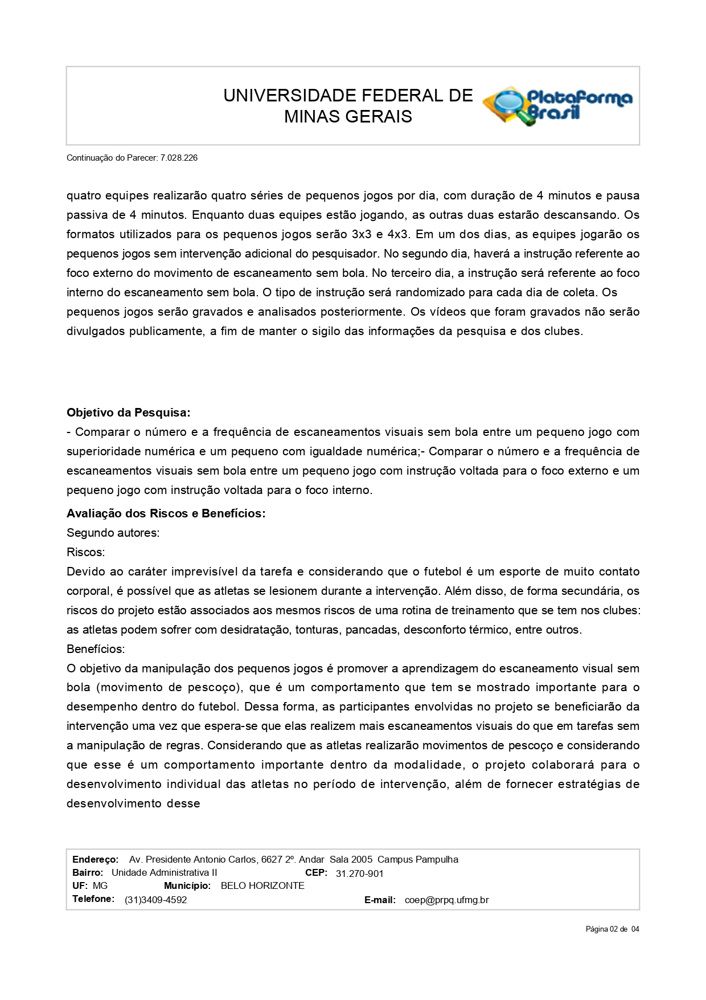 UNIVERSIDADE FEDERAL DE
MINAS GERAIS
Plataforma
Brasil
Continuação do Parecer: 7.028.226
quatro equipes realizarão quatro séries de pequenos jogos por dia, com duração de 4 minutos e pausa
passiva de 4 minutos. Enquanto duas equipes estão jogando, as outras duas estarão descansando. Os
formatos utilizados para os pequenos jogos serão 3x3 e 4x3. Em um dos dias, as equipes jogarão os
pequenos jogos sem intervenção adicional do pesquisador. No segundo dia, haverá a instrução referente ao
foco externo do movimento de escaneamento sem bola. No terceiro dia, a instrução será referente ao foco
interno do escaneamento sem bola. O tipo de instrução será randomizado para cada dia de coleta. Os
pequenos jogos serão gravados e analisados posteriormente. Os vídeos que foram gravados não serão
divulgados publicamente, a fim de manter o sigilo das informações da pesquisa e dos clubes.
Objetivo da Pesquisa:
- Comparar o número e a frequência de escaneamentos visuais sem bola entre um pequeno jogo com
superioridade numérica e um pequeno com igualdade numérica;- Comparar o número e a frequência de
escaneamentos visuais sem bola entre um pequeno jogo com instrução voltada para o foco externo e um
pequeno jogo com instrução voltada para o foco interno.
Avaliação dos Riscos e Benefícios:
Segundo autores:
Riscos:
Devido ao caráter imprevisível da tarefa e considerando que o futebol é um esporte de muito contato
corporal, é possível que as atletas se lesionem durante a intervenção. Além disso, de forma secundária, os
riscos do projeto estão associados aos mesmos riscos de uma rotina de treinamento que se tem nos clubes:
as atletas podem sofrer com desidratação, tonturas, pancadas, desconforto térmico, entre outros.
Benefícios:
O objetivo da manipulação dos pequenos jogos é promover a aprendizagem do escaneamento visual sem
bola (movimento de pescoço), que é um comportamento que tem se mostrado importante para o
desempenho dentro do futebol. Dessa forma, as participantes envolvidas no projeto se beneficiarão da
intervenção uma vez que espera-se que elas realizem mais escaneamentos visuais do que em tarefas sem
a manipulação de regras. Considerando que as atletas realizarão movimentos de pescoço e considerando
que esse é um comportamento importante dentro da modalidade, o projeto colaborará para o
desenvolvimento individual das atletas no período de intervenção, além de fornecer estratégias de
desenvolvimento desse
Endereço: Av. Presidente Antonio Carlos, 6627 2º. Andar Sala 2005 Campus Pampulha
Bairro: Unidade Administrativa II CEP: 31.270-901
UF: MG Município: BELO HORIZONTE
Telefone: (31)3409-4592 E-mail: coep@prpq.ufmg.br
Página 02 de 04